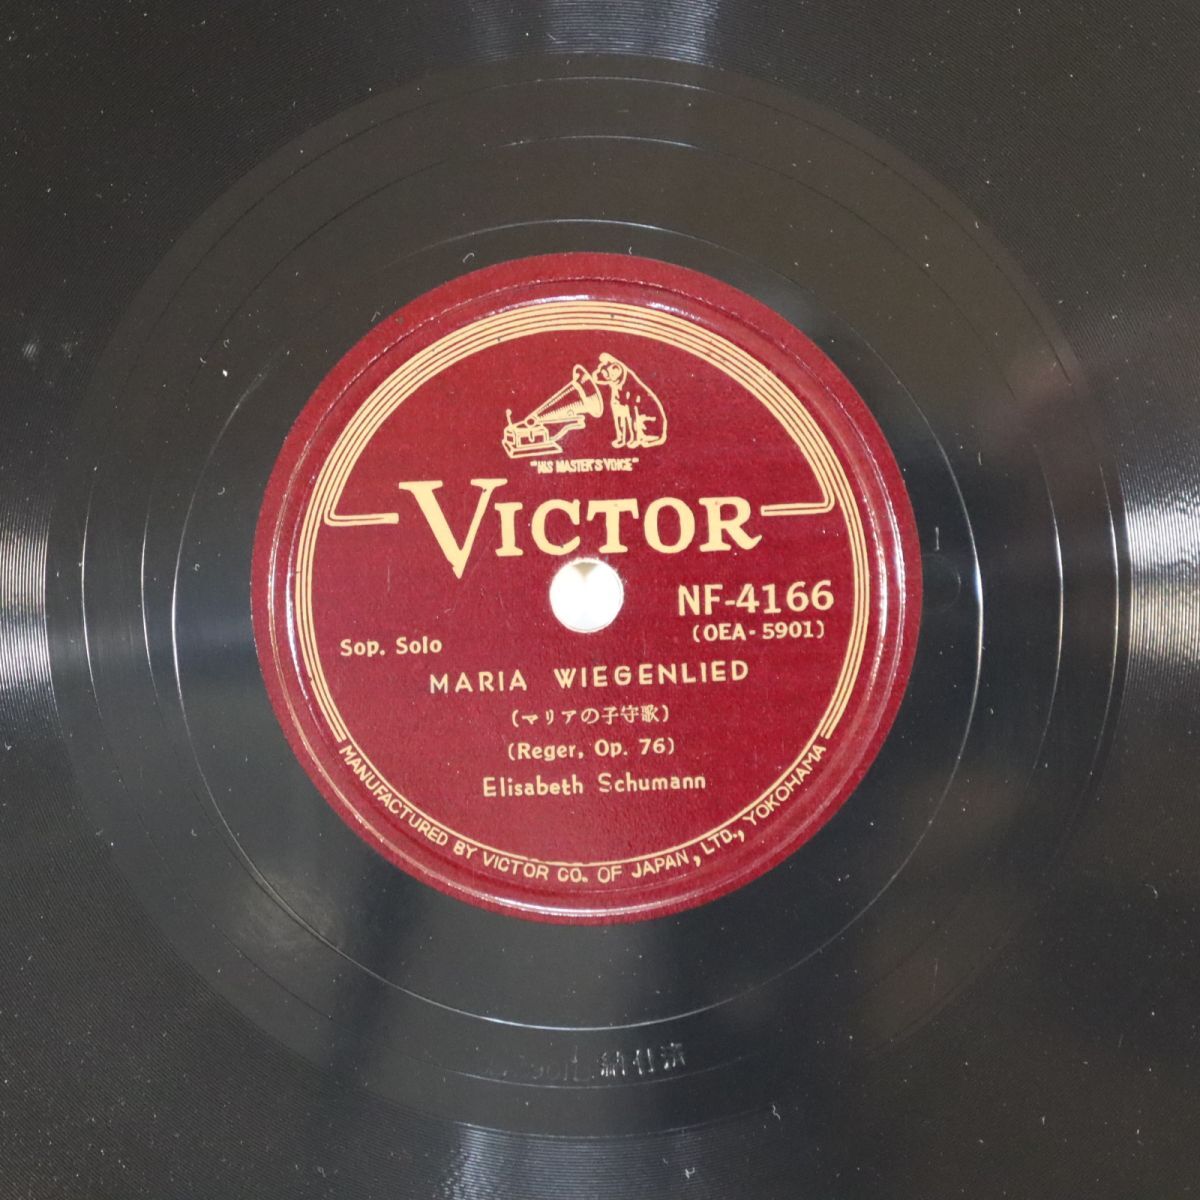 "HIS MASTER'S VOICE"
VICTOR
NF-4166
(OEA-5901)
Sop. Solo
MARIA WIEGENLIED
(マリアの子守歌)
(Reger, Op. 76)
Elisabeth Schumann
MANUFACTURED BY VICTOR CO. OF JAPAN, LTD., YOKOHAMA